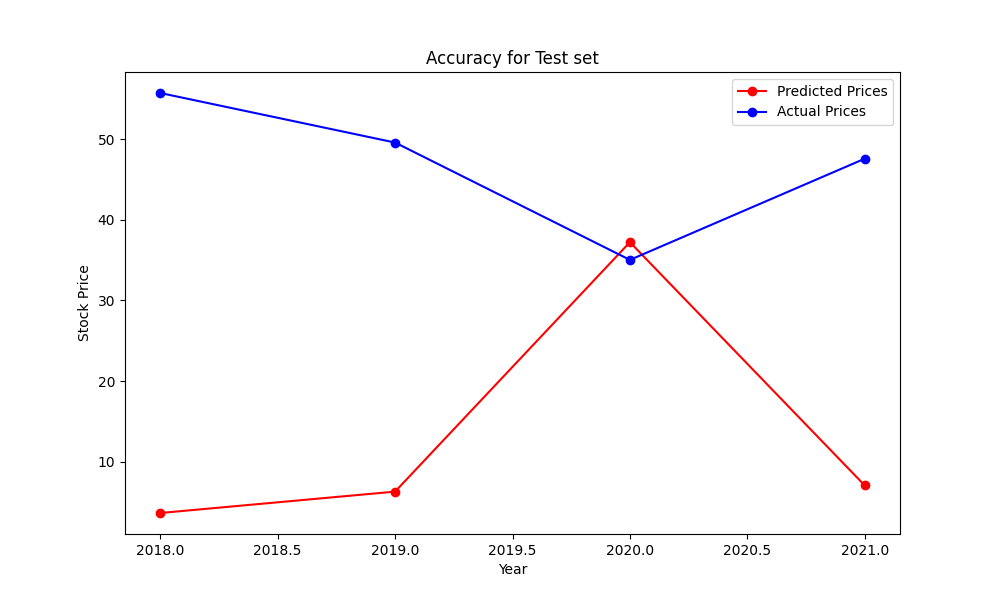 Accuracy for Test set
Predicted Prices
Actual Prices
50
40
30
20
10
Stock Price
2018.0 2018.5 2019.0 2019.5 2020.0 2020.5 2021.0
Year